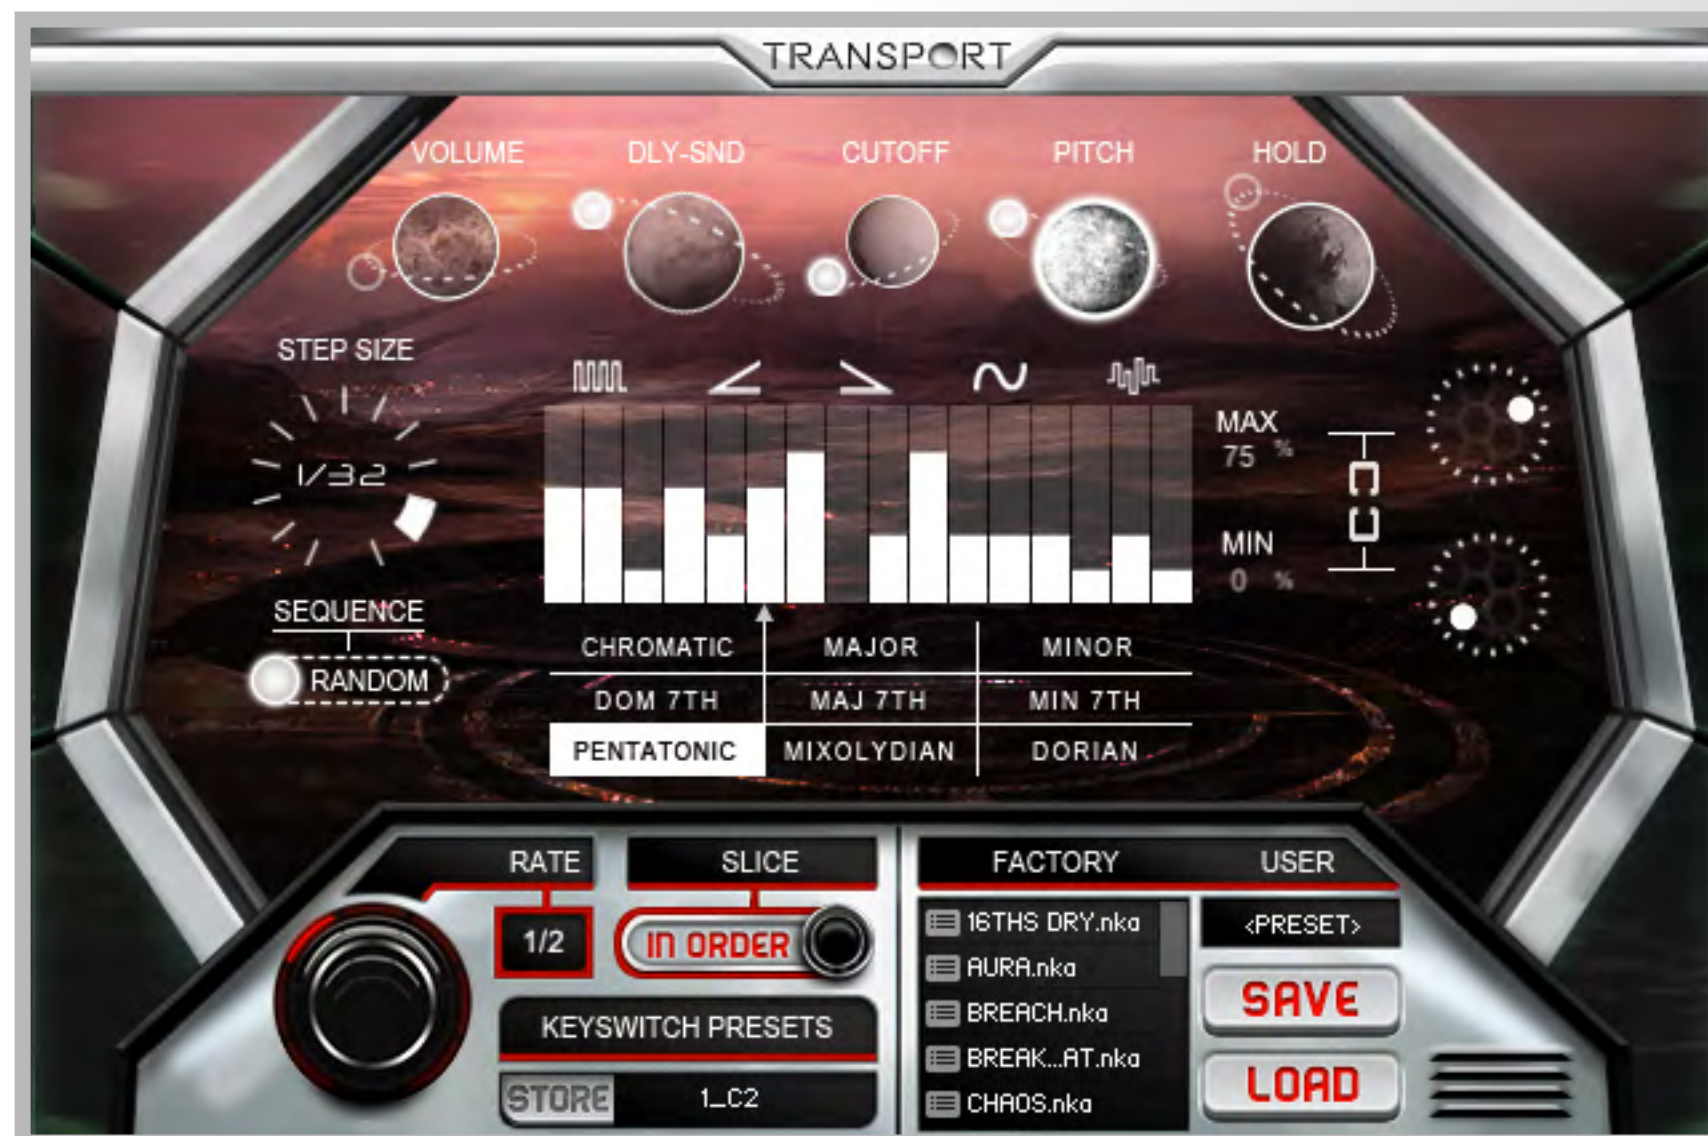 TRANSPORT
VOLUME DLY-SND CUTOFF PITCH HOLD
STEP SIZE
1/32
MAX
75 %
MIN
0 %
SEQUENCE
RANDOM
CHROMATIC MAJOR MINOR
DOM 7TH MAJ 7TH MIN 7TH
PENTATONIC MIXOLYDIAN DORIAN
RATE SLICE
1/2 IN ORDER
KEYSWITCH PRESETS
STORE 1_C2
FACTORY USER
16THS DRY.nka
AURA.nka
BREACH.nka
BREAK...AT.nka
CHAOS.nka
<PRESET>
SAVE
LOAD